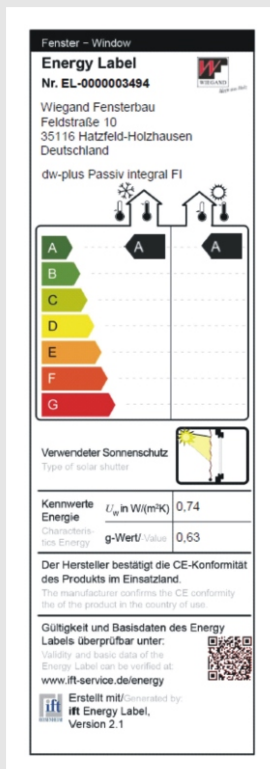 Fenster – Window
Energy Label
Nr. EL-0000003494
WIEGAND
Wiegand Fensterbau
Feldstraße 10
35116 Hatzfeld-Holzhausen
Deutschland
dw-plus Passiv integral FI
A A A
B
C
D
E
F
G
Verwendeter Sonnenschutz
Type of solar shutter
Kennwerte Energie
Characteris-
tics Energy
Uw in W/(m²K) 0,74
g-Wert/-Value 0,63
Der Hersteller bestätigt die CE-Konformität
des Produkts im Einsatzland.
The manufacturer confirms the CE conformity
the of the product in the country of use.
Gültigkeit und Basisdaten des Energy
Labels überprüfbar unter:
Validity and basic data of the
Energy Label can be verified at:
www.ift-service.de/energy
ift
Erstellt mit/Generated by:
ift Energy Label,
Version 2.1